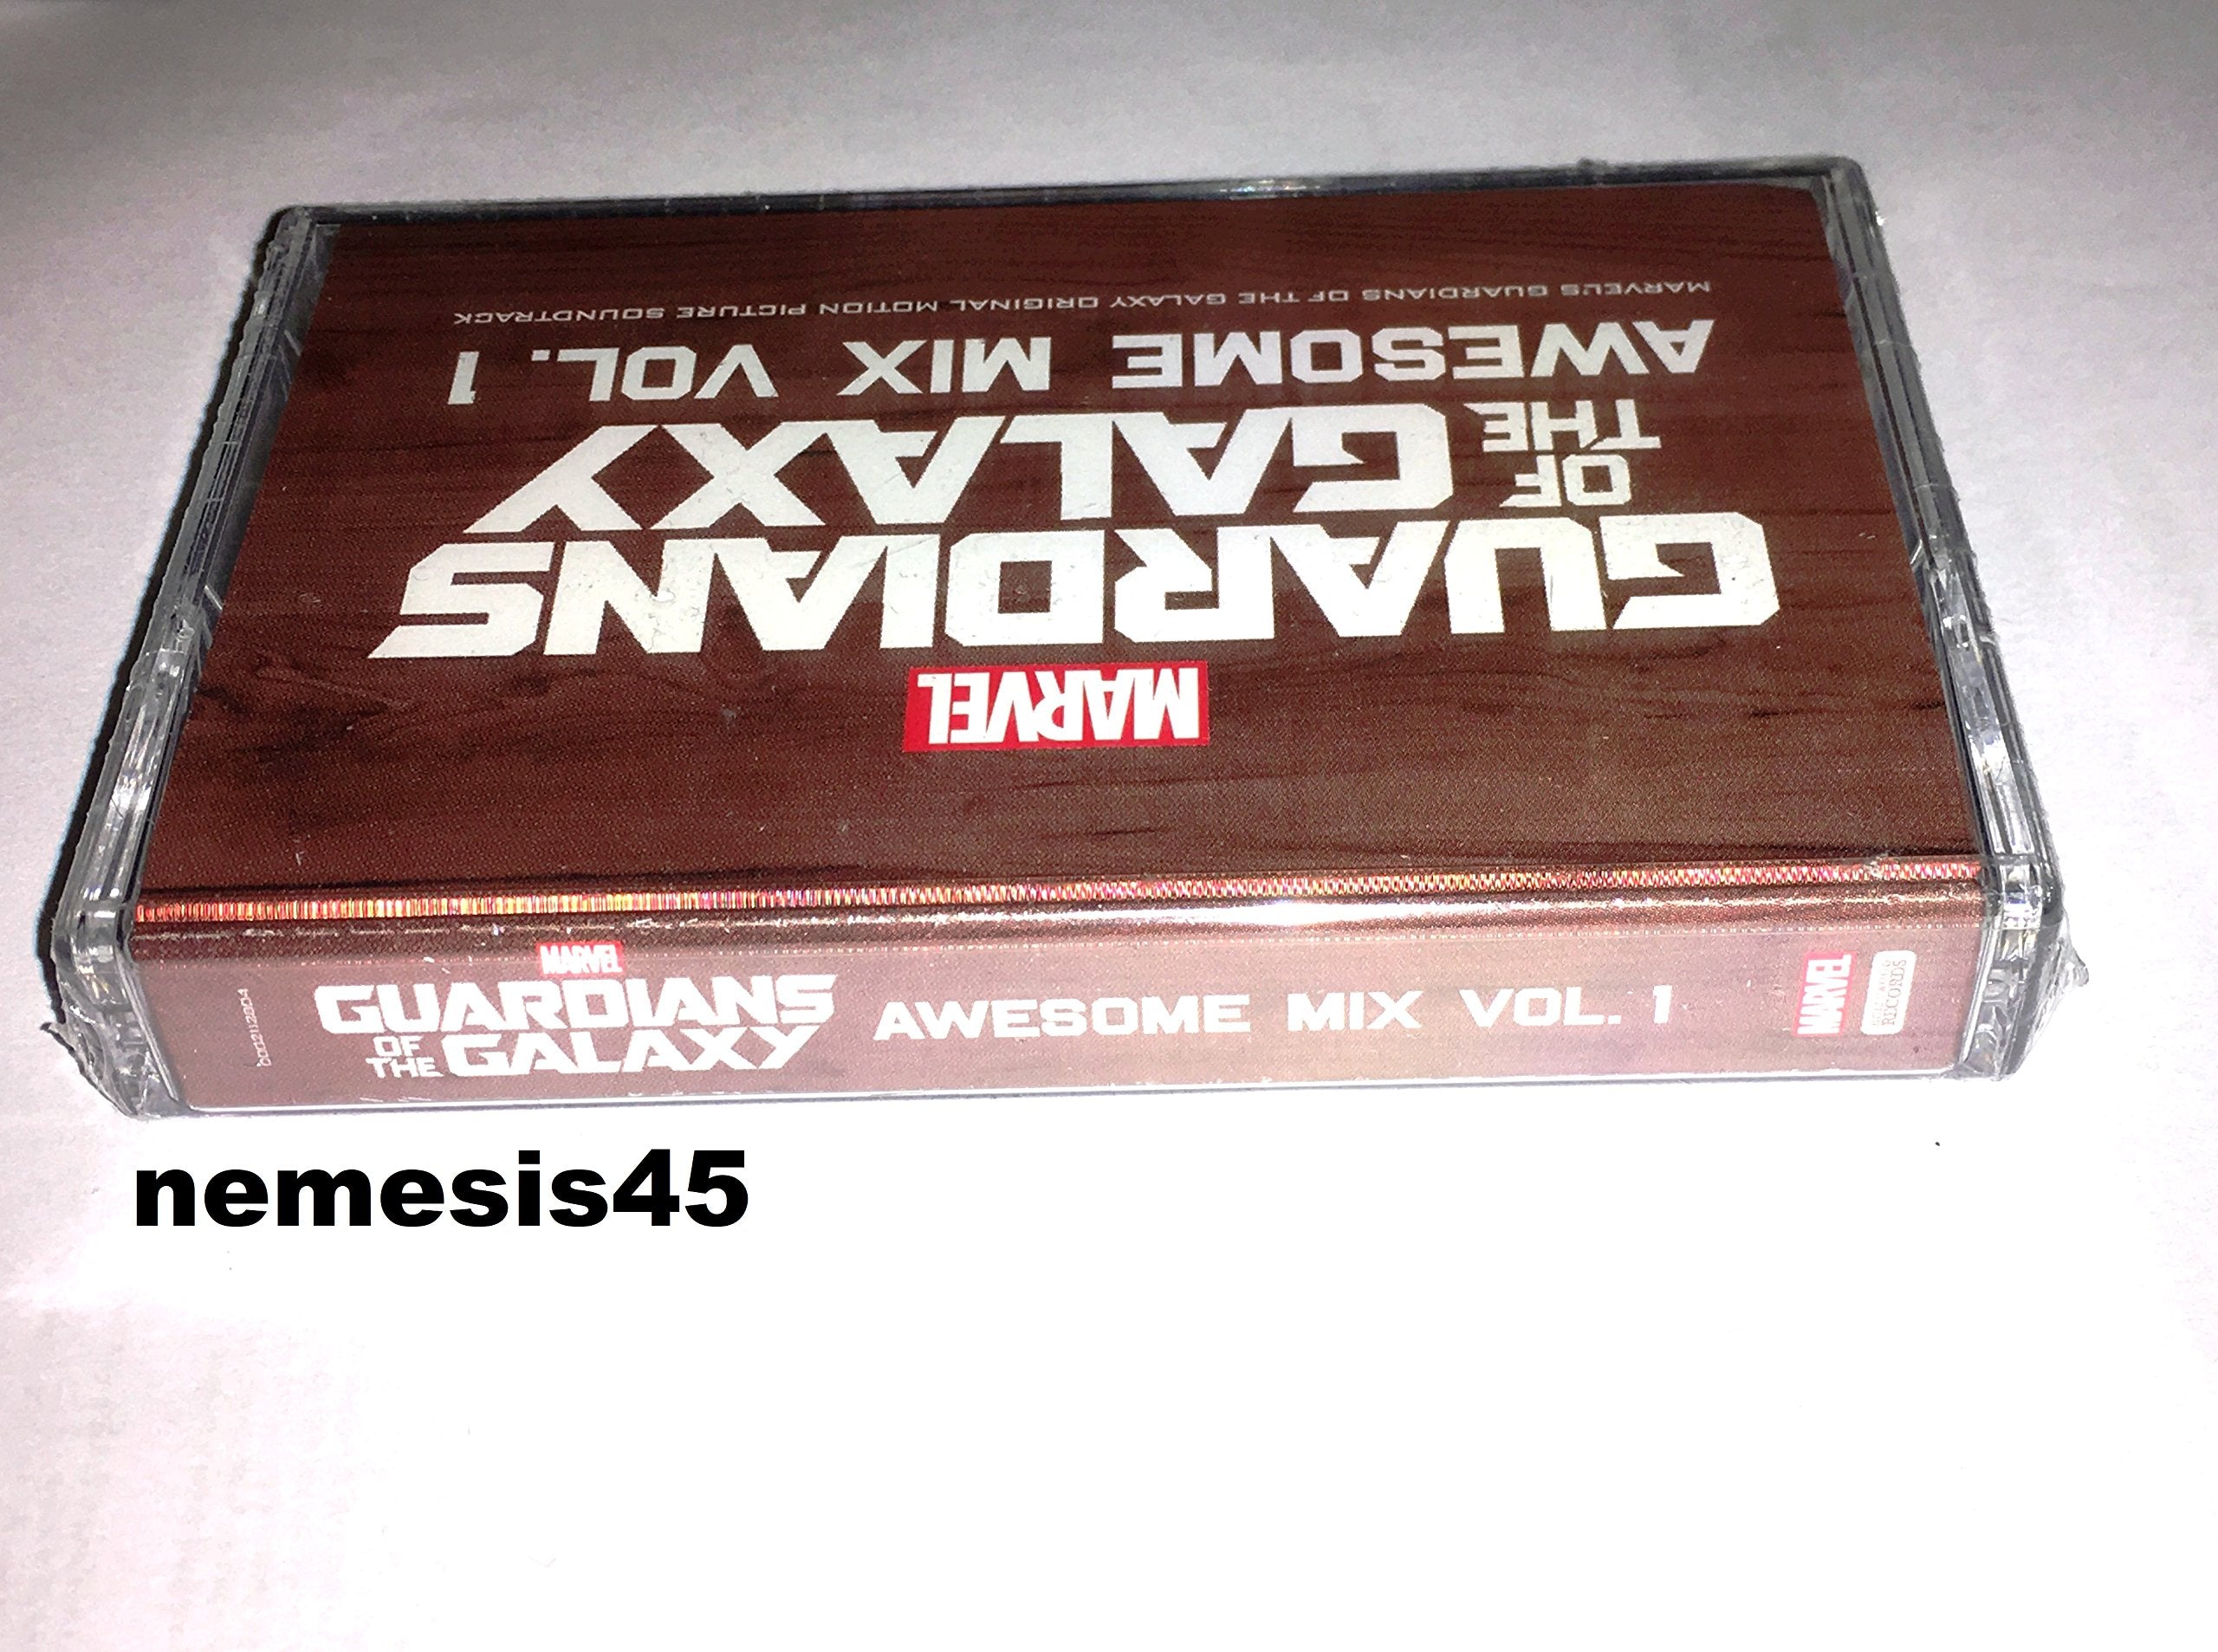 MARVEL
GUARDIANS
OF THE GALAXY
AWESOME MIX VOL. 1
MARVEL'S GUARDIANS OF THE GALAXY ORIGINAL MOTION PICTURE SOUNDTRACK
MARVEL
GUARDIANS
OF THE GALAXY
AWESOME MIX VOL. 1
MARVEL
RECORDS
nemesis45